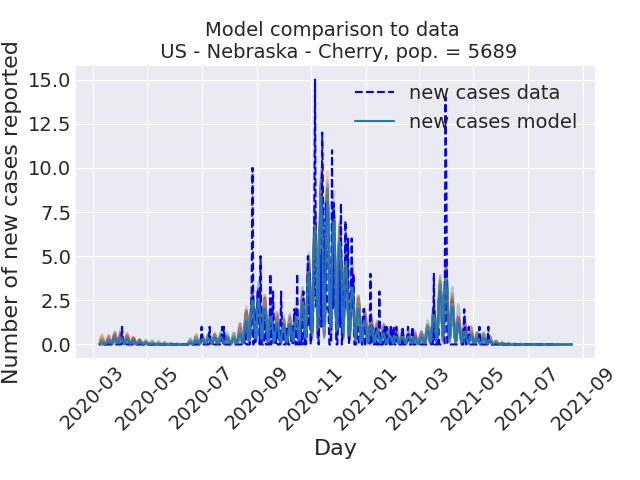 Model comparison to data
US - Nebraska - Cherry, pop. = 5689
Number of new cases reported
15.0
12.5
10.0
7.5
5.0
2.5
0.0
new cases data
new cases model
2020-03
2020-05
2020-07
2020-09
2020-11
2021-01
2021-03
2021-05
2021-07
2021-09
Day